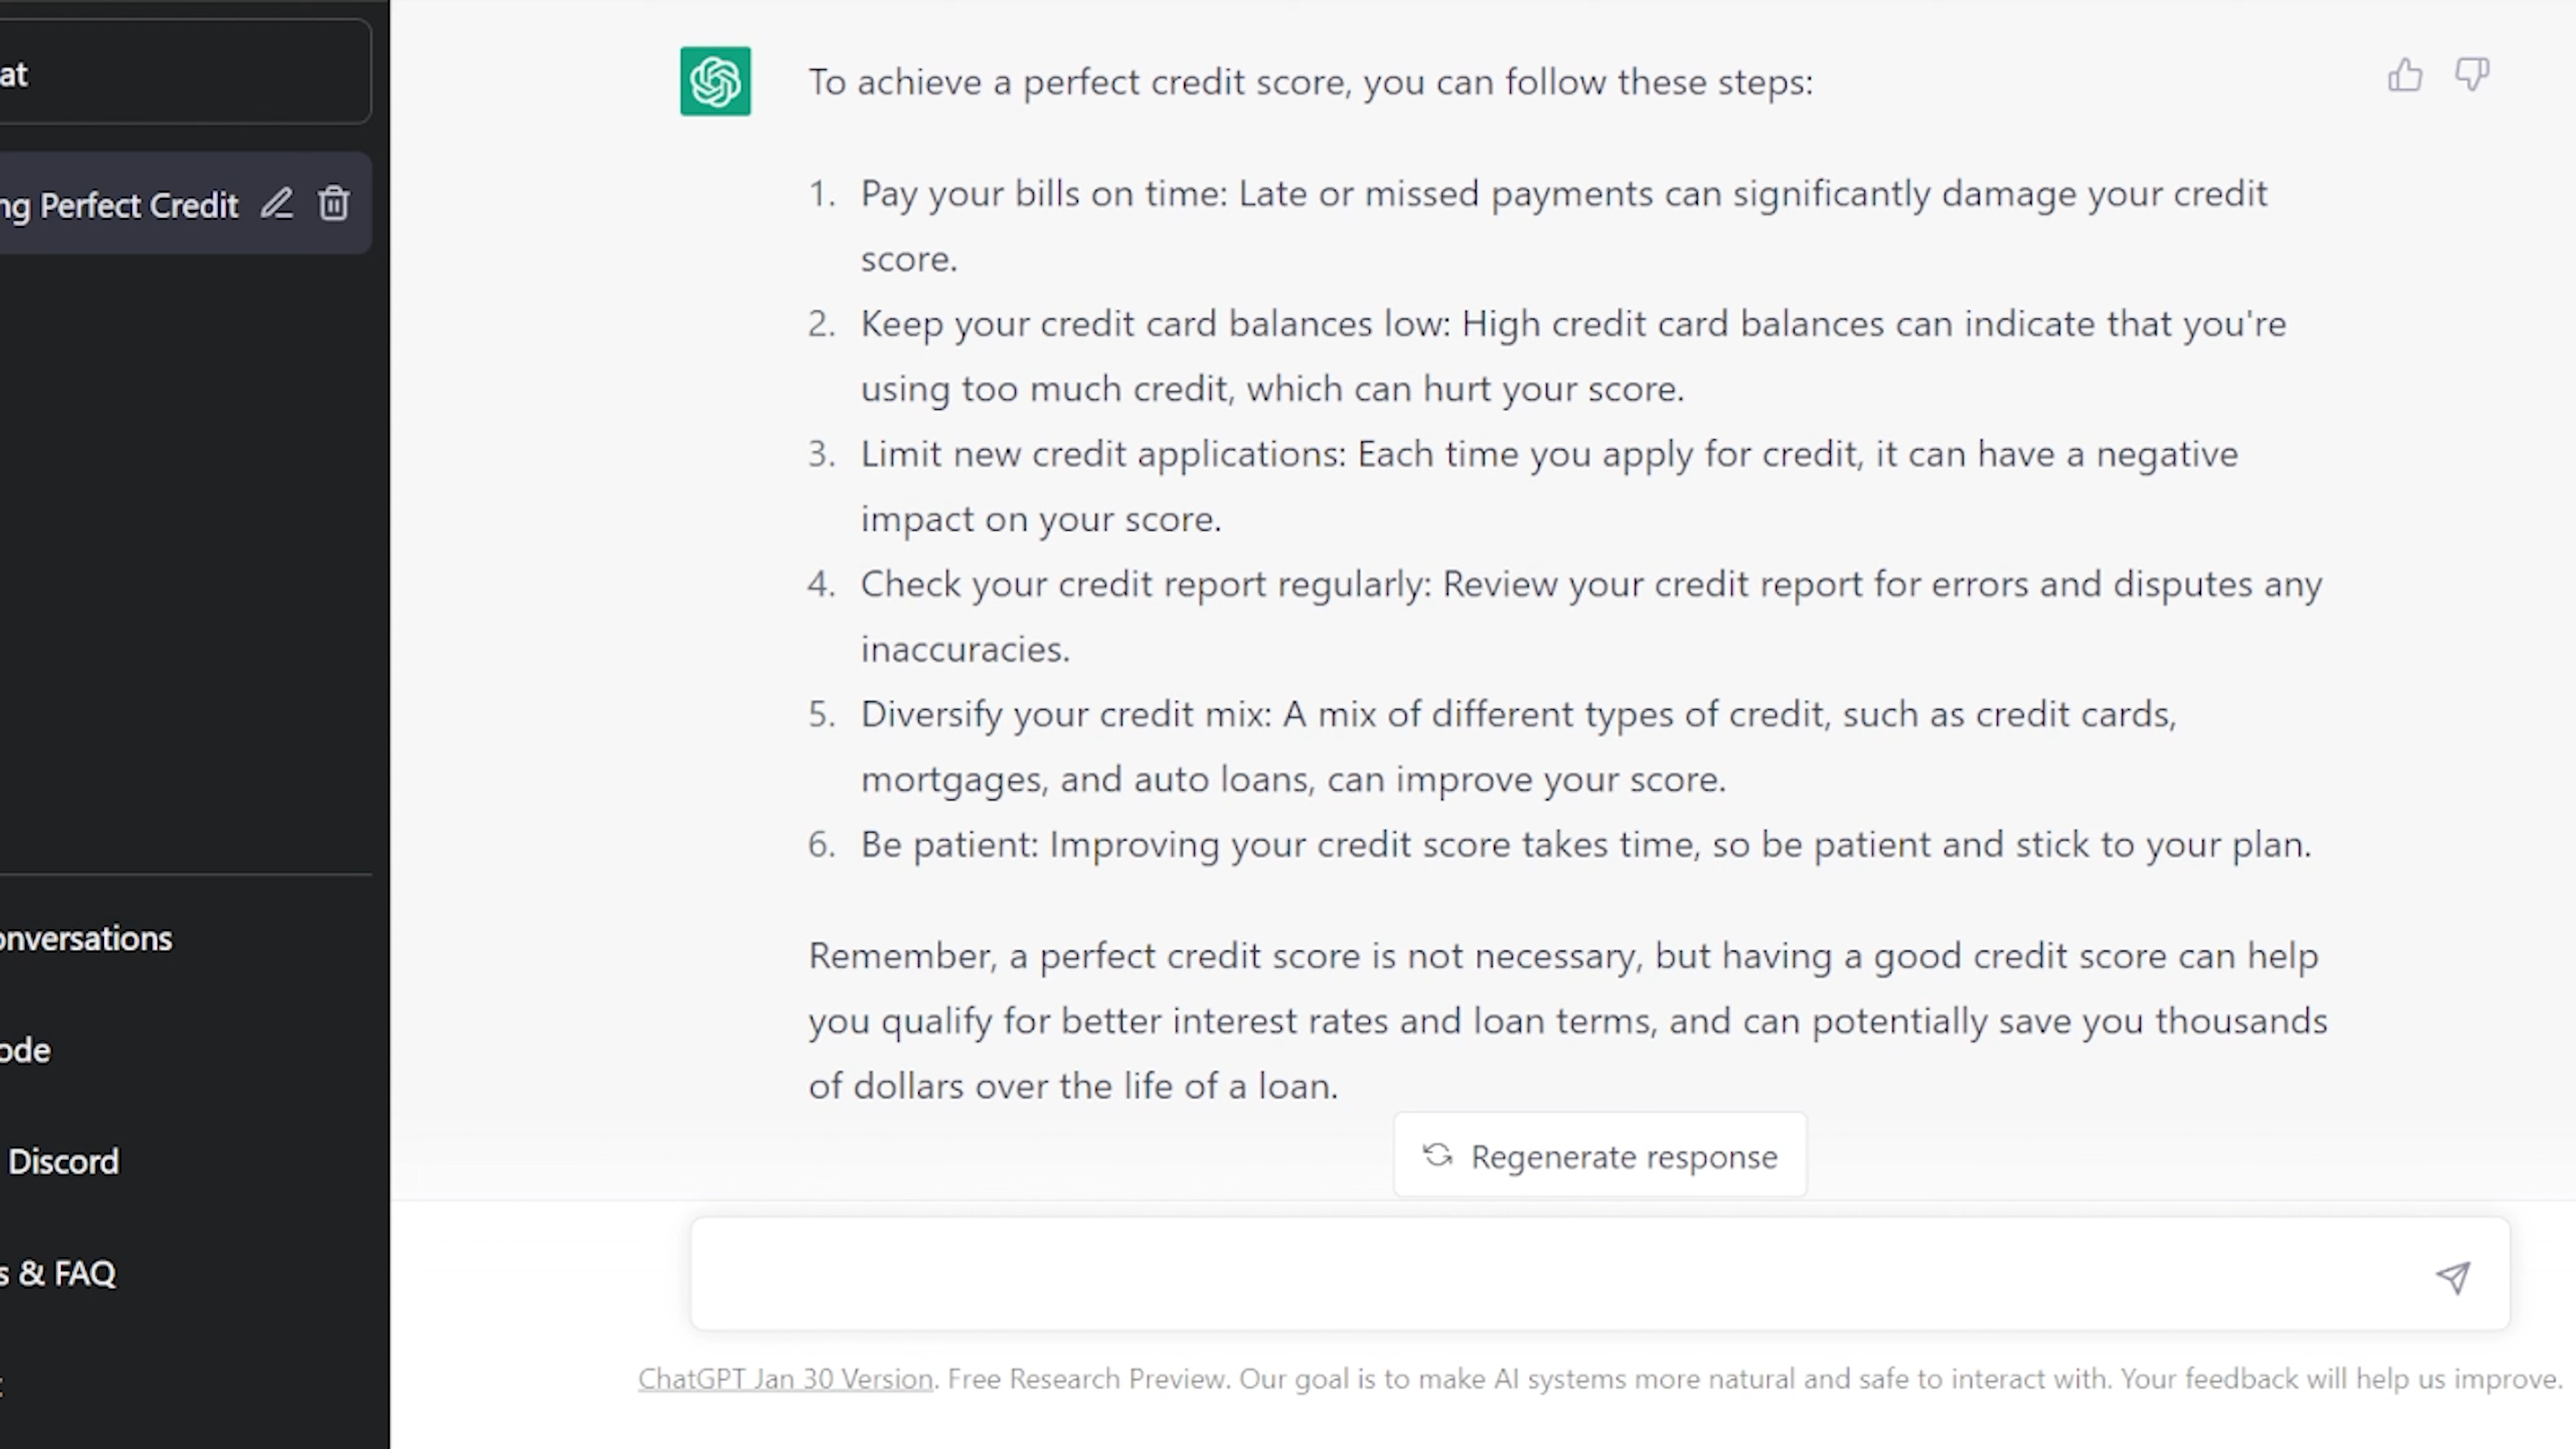 at
ng Perfect Credit
onversations
ode
Discord
s & FAQ
To achieve a perfect credit score, you can follow these steps:
1. Pay your bills on time: Late or missed payments can significantly damage your credit
score.
2. Keep your credit card balances low: High credit card balances can indicate that you're
using too much credit, which can hurt your score.
3. Limit new credit applications: Each time you apply for credit, it can have a negative
impact on your score.
4. Check your credit report regularly: Review your credit report for errors and disputes any
inaccuracies.
5. Diversify your credit mix: A mix of different types of credit, such as credit cards,
mortgages, and auto loans, can improve your score.
6. Be patient: Improving your credit score takes time, so be patient and stick to your plan.
Remember, a perfect credit score is not necessary, but having a good credit score can help
you qualify for better interest rates and loan terms, and can potentially save you thousands
of dollars over the life of a loan.
Regenerate response
ChatGPT Jan 30 Version. Free Research Preview. Our goal is to make AI systems more natural and safe to interact with. Your feedback will help us improve.